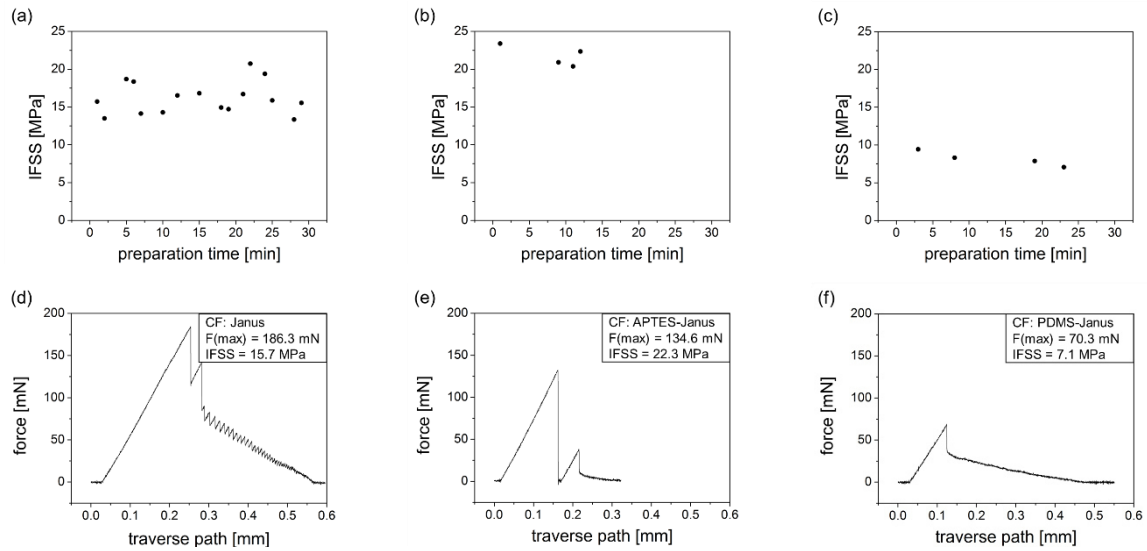 (a)
25
20
15
10
5
0
IFSS [MPa]
0 5 10 15 20 25 30
preparation time [min]
(b)
25
20
15
10
5
0
IFSS [MPa]
0 5 10 15 20 25 30
preparation time [min]
(c)
25
20
15
10
5
0
IFSS [MPa]
0 5 10 15 20 25 30
preparation time [min]
(d)
200
150
100
50
0
force [mN]
CF: Janus
F(max) = 186.3 mN
IFSS = 15.7 MPa
0.0 0.1 0.2 0.3 0.4 0.5 0.6
traverse path [mm]
(e)
200
150
100
50
0
force [mN]
CF: APTES-Janus
F(max) = 134.6 mN
IFSS = 22.3 MPa
0.0 0.1 0.2 0.3 0.4 0.5 0.6
traverse path [mm]
(f)
200
150
100
50
0
force [mN]
CF: PDMS-Janus
F(max) = 70.3 mN
IFSS = 7.1 MPa
0.0 0.1 0.2 0.3 0.4 0.5 0.6
traverse path [mm]